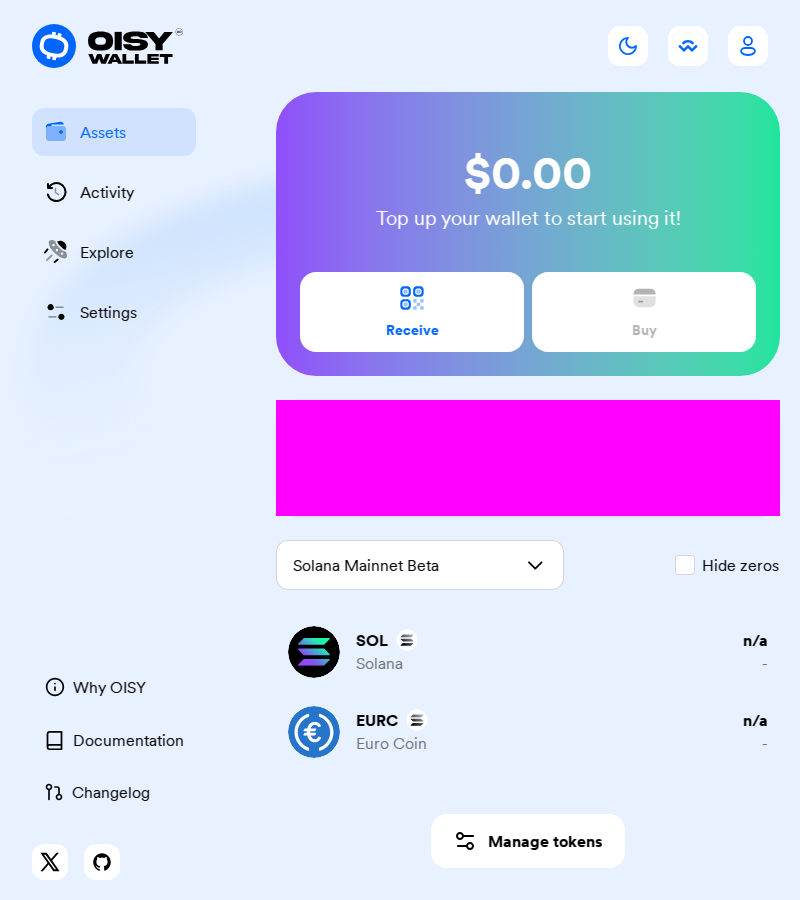 OISY
WALLET
Assets
Activity
Explore
Settings
$0.00
Top up your wallet to start using it!
Receive
Buy
Solana Mainnet Beta
Hide zeros
SOL
n/a
Solana
-
EURC
n/a
Euro Coin
-
Why OISY
Documentation
Changelog
Manage tokens